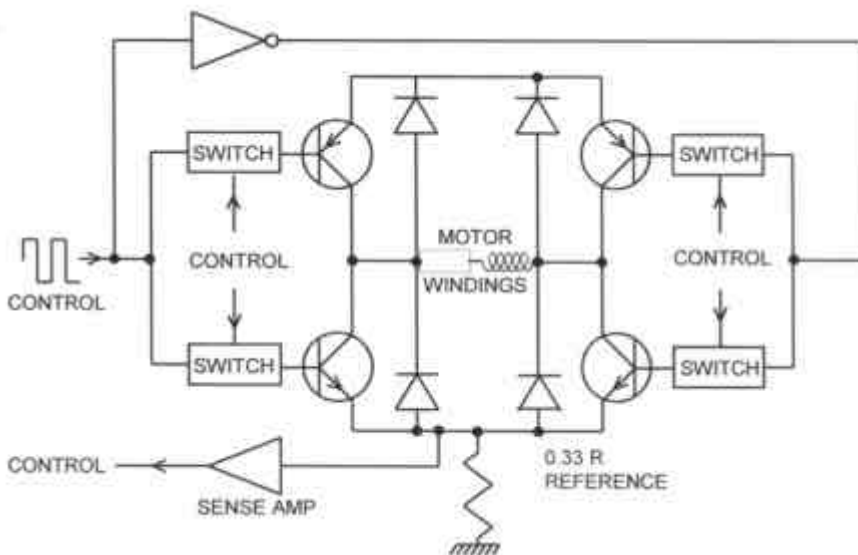 SWITCH
SWITCH
MOTOR
WINDINGS
CONTROL
CONTROL
CONTROL
SWITCH
SWITCH
CONTROL
SENSE AMP
0.33 R
REFERENCE